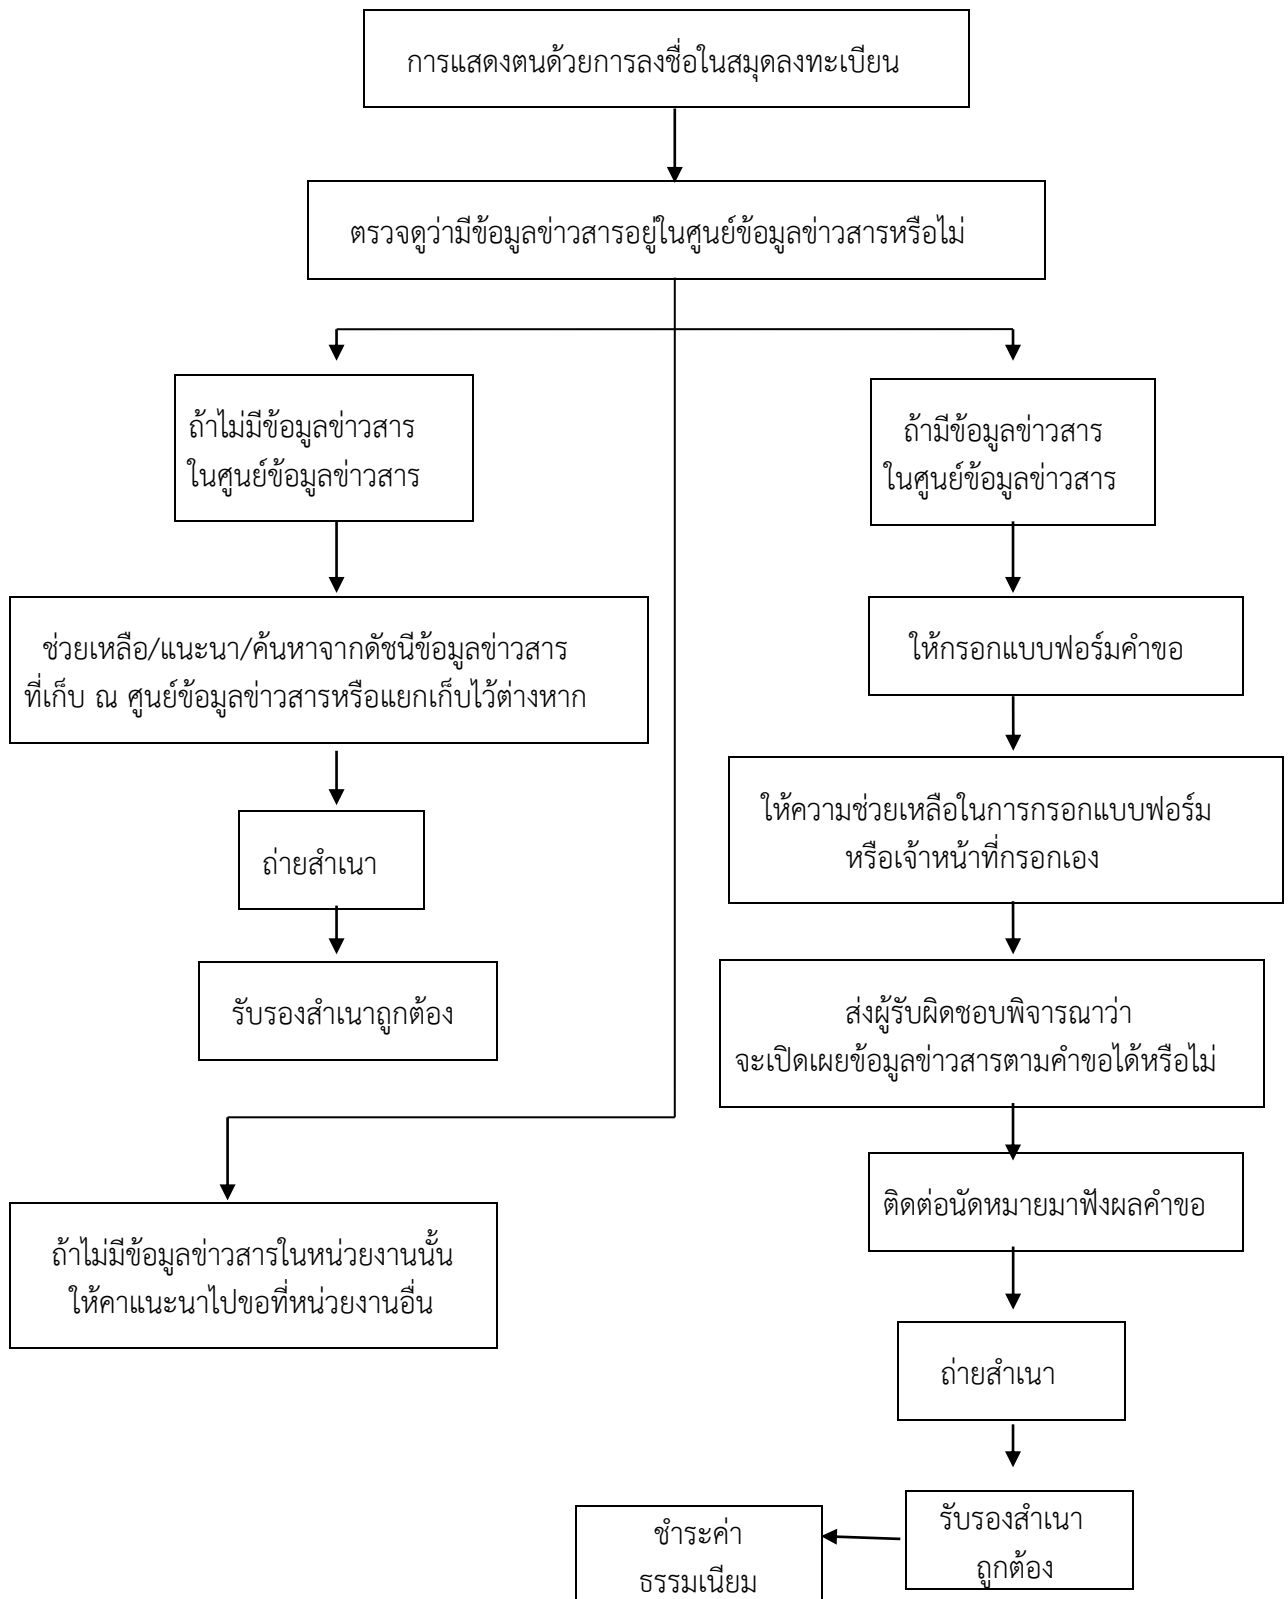 การแสดงตนด้วยการลงชื่อในสมุดลงทะเบียน
ตรวจดูว่ามีข้อมูลข่าวสารอยู่ในศูนย์ข้อมูลข่าวสารหรือไม่
ถ้าไม่มีข้อมูลข่าวสาร
ในศูนย์ข้อมูลข่าวสาร
ช่วยเหลือ/แนะนา/ค้นหาจากดัชนีข้อมูลข่าวสาร
ที่เก็บ ณ ศูนย์ข้อมูลข่าวสารหรือแยกเก็บไว้ต่างหาก
ถ่ายสำเนา
รับรองสำเนาถูกต้อง
ถ้าไม่มีข้อมูลข่าวสารในหน่วยงานนั้น
ให้คาแนะนาไปขอที่หน่วยงานอื่น
ถ้ามีข้อมูลข่าวสาร
ในศูนย์ข้อมูลข่าวสาร
ให้กรอกแบบฟอร์มคำขอ
ให้ความช่วยเหลือในการกรอกแบบฟอร์ม
หรือเจ้าหน้าที่กรอกเอง
ส่งผู้รับผิดชอบพิจารณาว่า
จะเปิดเผยข้อมูลข่าวสารตามคำขอได้หรือไม่
ติดต่อนัดหมายมาฟังผลคำขอ
ถ่ายสำเนา
รับรองสำเนา
ถูกต้อง
ชำระค่า
ธรรมเนียม